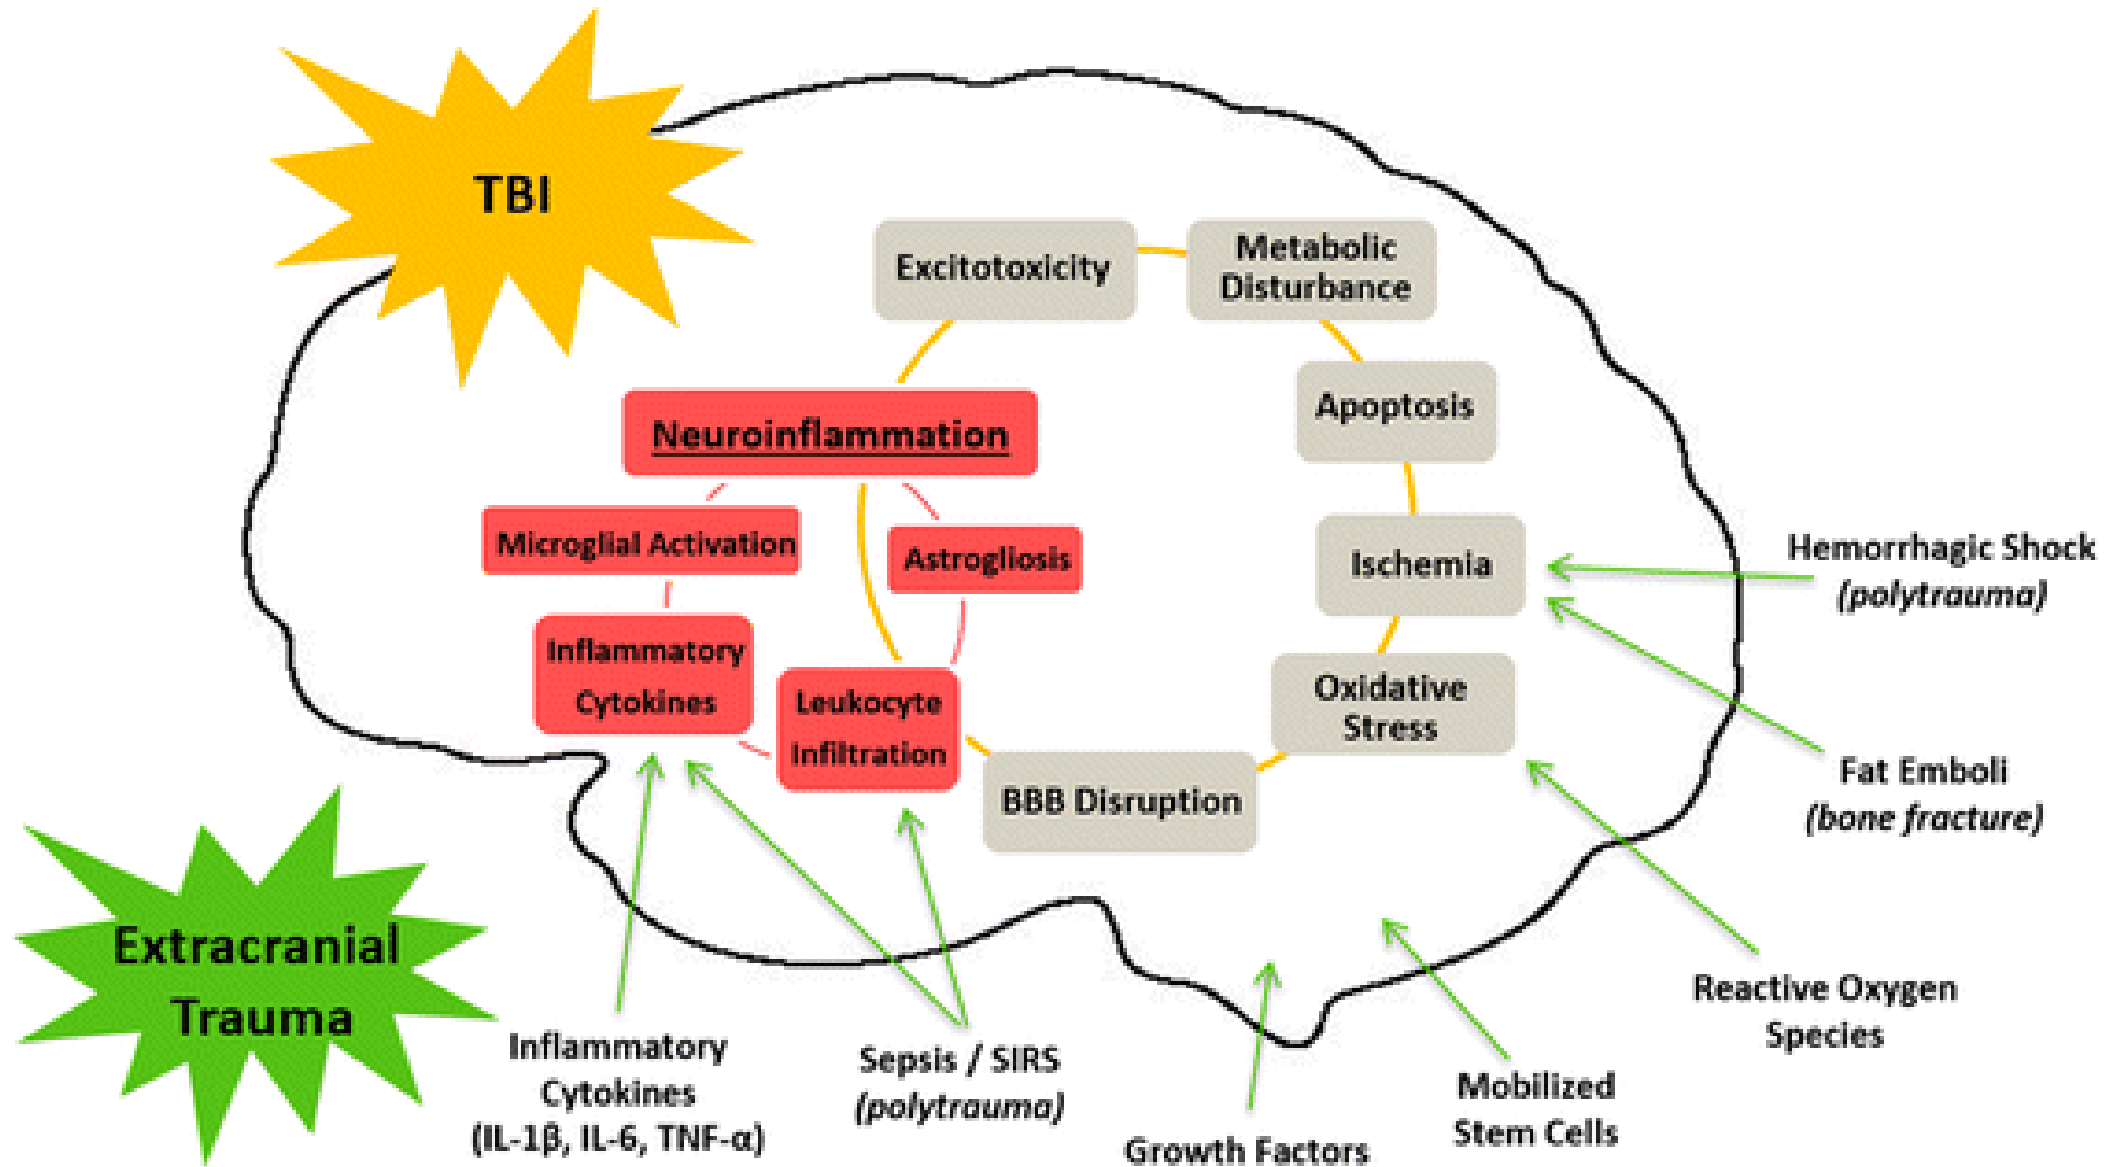 TBI
Excitotoxicity
Metabolic
Disturbance
Neuroinflammation
Apoptosis
Microglial Activation
Astrogliosis
Ischemia
Hemorrhagic Shock
(polytrauma)
Inflammatory
Cytokines
Leukocyte
Infiltration
Oxidative
Stress
BBB Disruption
Fat Emboli
(bone fracture)
Extracranial
Trauma
Inflammatory
Cytokines
(IL-1β, IL-6, TNF-α)
Sepsis / SIRS
(polytrauma)
Growth Factors
Mobilized
Stem Cells
Reactive Oxygen
Species